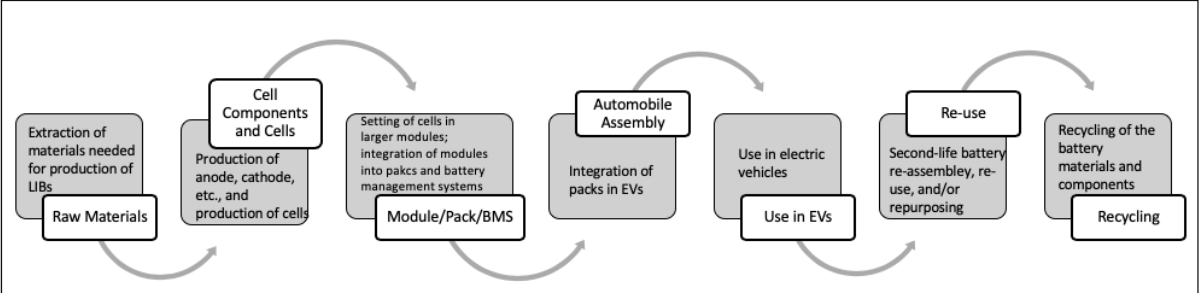 Extraction of
materials needed
for production of
LIBs
Raw Materials
Cell
Components
and Cells
Production of
anode, cathode,
etc., and
production of cells
Setting of cells in
larger modules;
integration of modules
into pakcs and battery
management systems
Module/Pack/BMS
Automobile
Assembly
Integration of
packs in EVs
Use in electric
vehicles
Use in EVs
Re-use
Second-life battery
re-assembley, re-
use, and/or
repurposing
Recycling of the
battery
materials and
components
Recycling